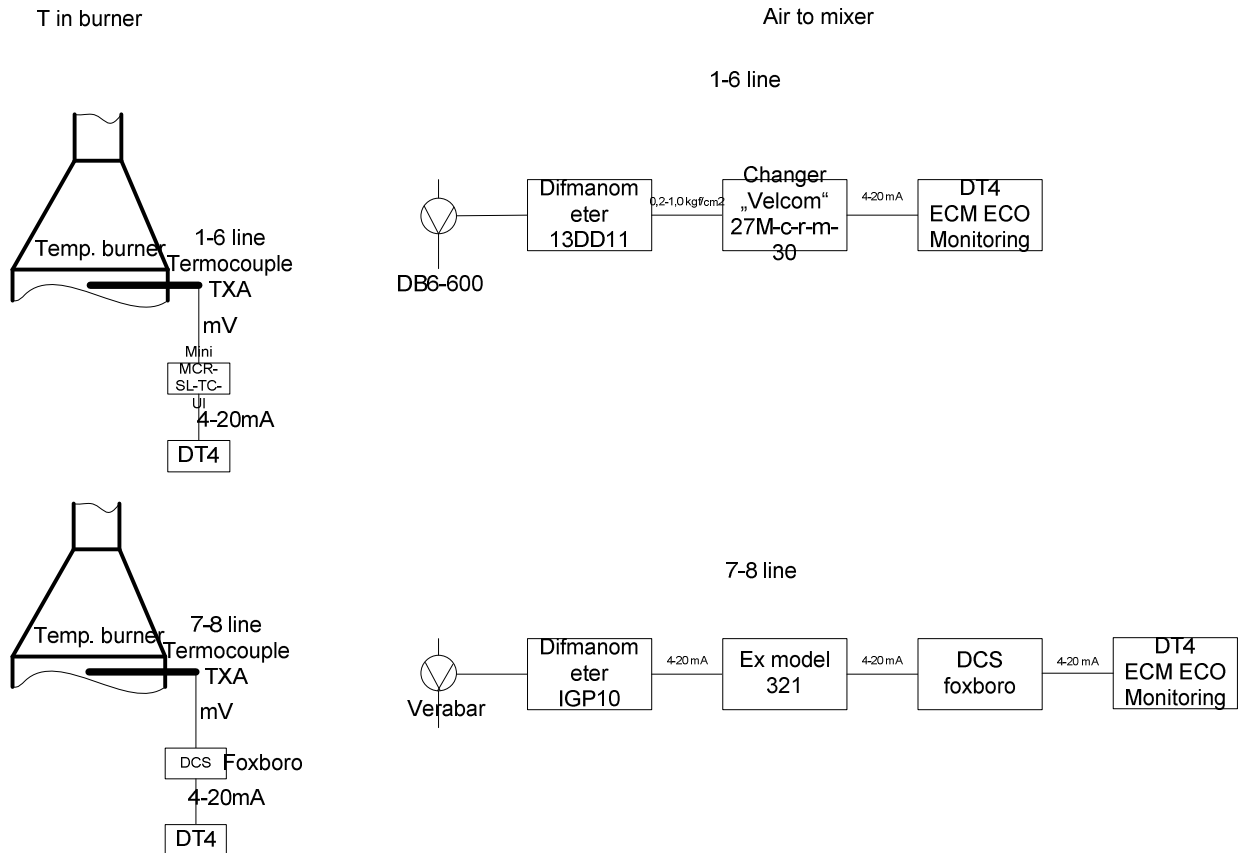 T in burner
Air to mixer
1-6 line
Temp. burner
1-6 line
Termocouple
TXA
mV
Mini
MCR-
SL-TC-
UI
4-20mA
DT4
DB6-600
Difmanom
eter
13DD11
0,2-1,0 kgf/cm2
Changer
„Velcom“
27M-c-r-m-
30
4-20 mA
DT4
ECM ECO
Monitoring
7-8 line
Temp. burner
7-8 line
Termocouple
TXA
mV
DCS
Foxboro
4-20mA
DT4
Verabar
Difmanom
eter
IGP10
4-20 mA
Ex model
321
4-20 mA
DCS
foxboro
4-20 mA
DT4
ECM ECO
Monitoring